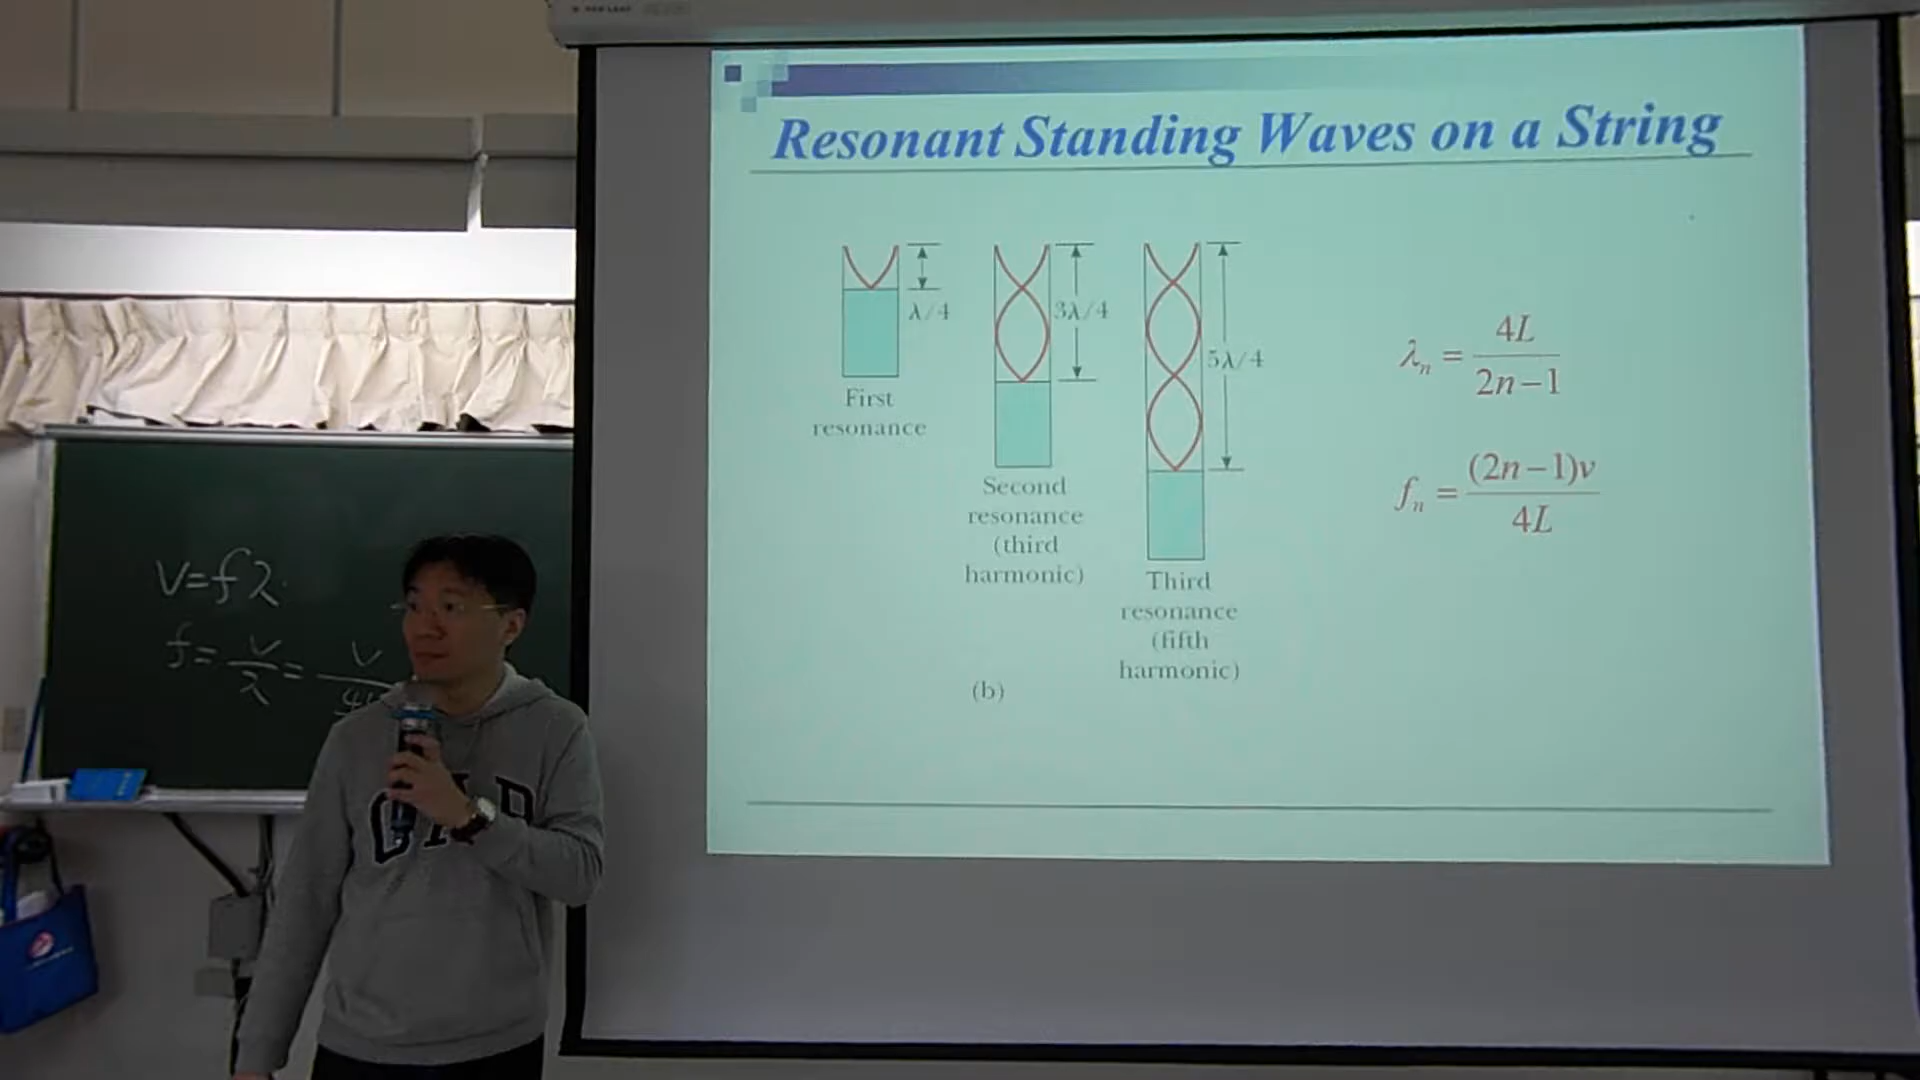 Resonant Standing Waves on a String
λ/4
3λ/4
5λ/4
First
resonance
Second
resonance
(third
harmonic)
Third
resonance
(fifth
harmonic)
(b)
λₙ = 4L / 2n−1
fₙ = (2n−1)v / 4L
V=fλ
f= V/λ = V/4
GAP